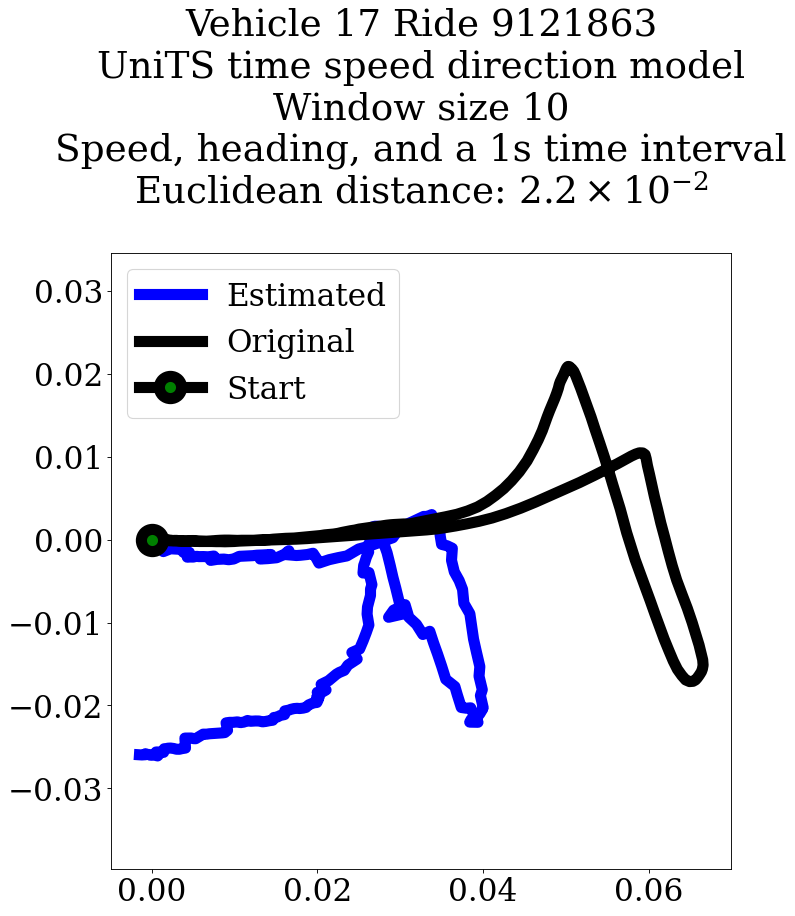 Vehicle 17 Ride 9121863
UniTS time speed direction model
Window size 10
Speed, heading, and a 1s time interval
Euclidean distance: 2.2 × 10⁻²
Estimated
Original
Start
0.03
0.02
0.01
0.00
−0.01
−0.02
−0.03
0.00 0.02 0.04 0.06